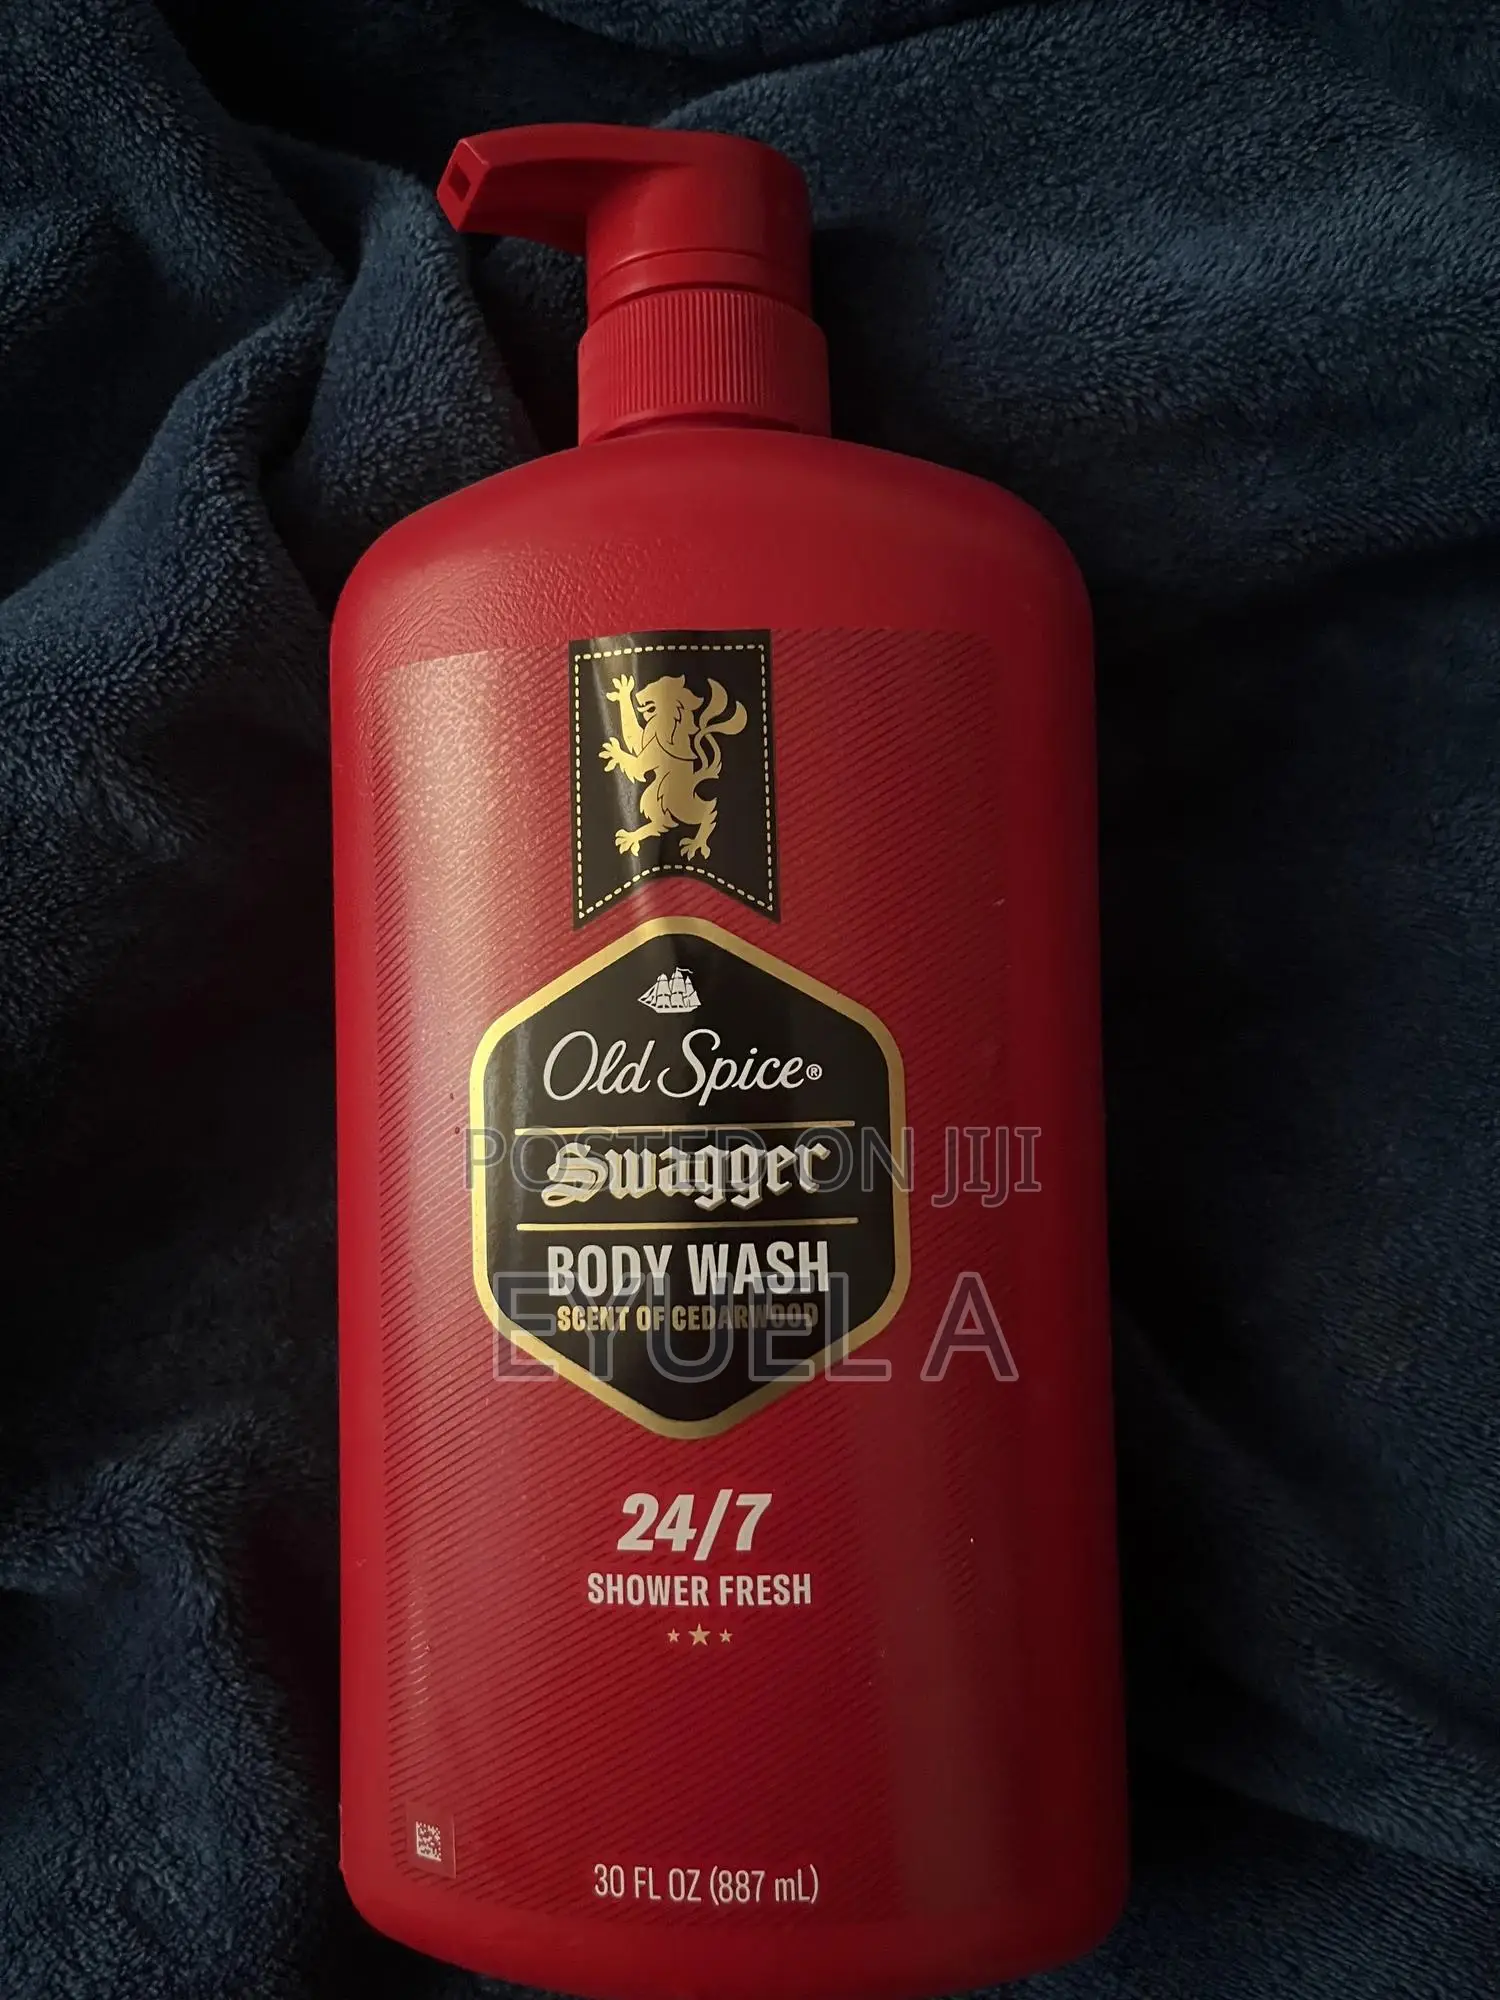 Old Spice®
Swagger
POSTED ON JIJI
BODY WASH
SCENT OF CEDARWOOD
EYUEL A
24/7
SHOWER FRESH
30 FL OZ (887 mL)